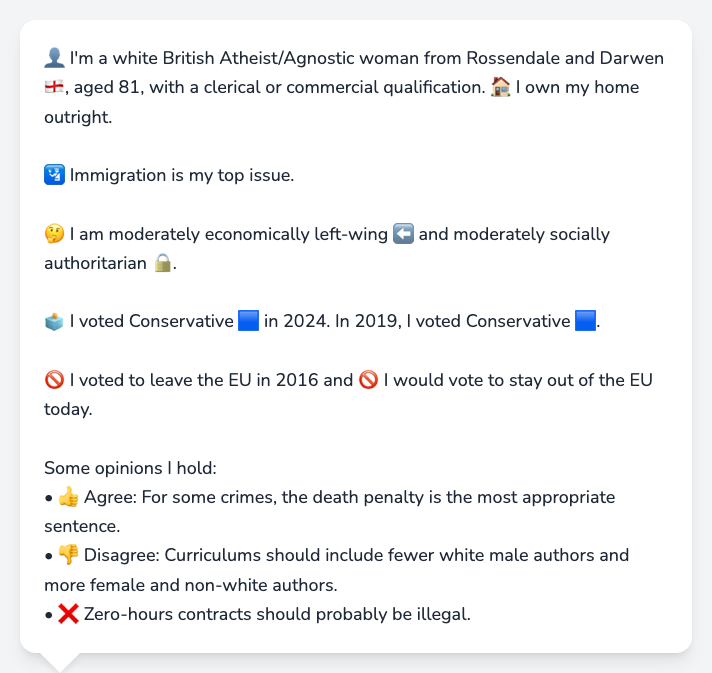 👤 I'm a white British Atheist/Agnostic woman from Rossendale and Darwen
🏴󠁧󠁢󠁥󠁮󠁧󠁿, aged 81, with a clerical or commercial qualification. 🏠 I own my home
outright.
🛂 Immigration is my top issue.
🤔 I am moderately economically left-wing ⬅️ and moderately socially
authoritarian 🔒.
🗳️ I voted Conservative 🟦 in 2024. In 2019, I voted Conservative 🟦.
🚫 I voted to leave the EU in 2016 and 🚫 I would vote to stay out of the EU
today.
Some opinions I hold:
• 👍 Agree: For some crimes, the death penalty is the most appropriate
sentence.
• 👎 Disagree: Curriculums should include fewer white male authors and
more female and non-white authors.
• ❌ Zero-hours contracts should probably be illegal.